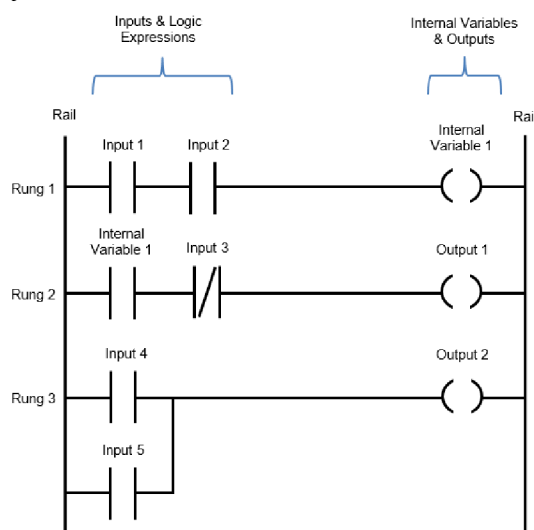 Inputs & Logic
Expressions
Internal Variables
& Outputs
Rail
Rai
Input 1
Input 2
Internal
Variable 1
Rung 1
Internal
Variable 1
Input 3
Output 1
Rung 2
Input 4
Output 2
Rung 3
Input 5